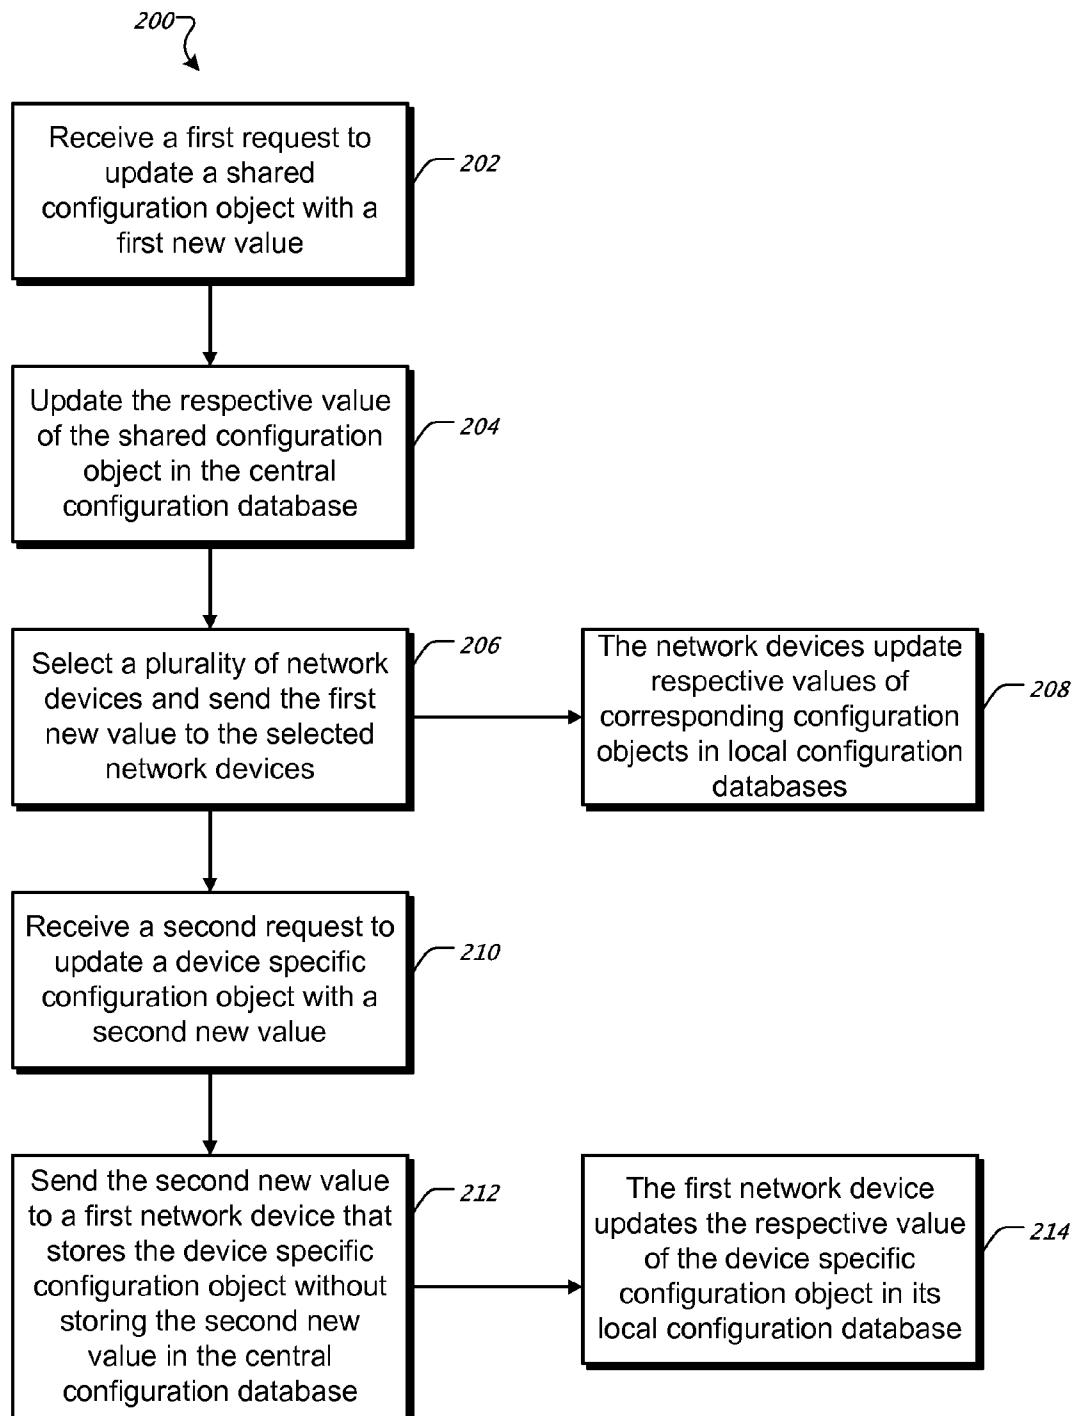 200
Receive a first request to
update a shared
configuration object with a
first new value
202
Update the respective value
of the shared configuration
object in the central
configuration database
204
Select a plurality of network
devices and send the first
new value to the selected
network devices
206
The network devices update
respective values of
corresponding configuration
objects in local configuration
databases
208
Receive a second request to
update a device specific
configuration object with a
second new value
210
Send the second new value
to a first network device that
stores the device specific
configuration object without
storing the second new
value in the central
configuration database
212
The first network device
updates the respective value
of the device specific
configuration object in its
local configuration database
214